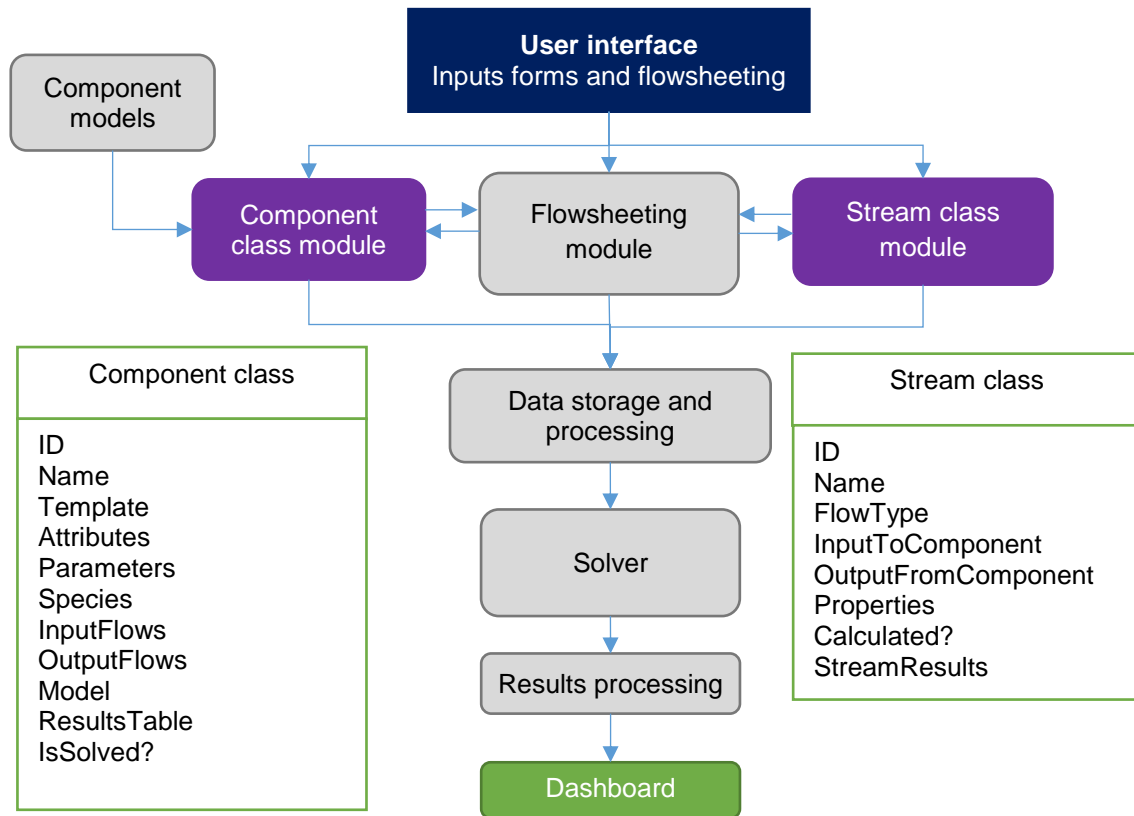 User interface
Inputs forms and flowsheeting
Component
models
Component
class module
Flowsheeting
module
Stream class
module
Component class
ID
Name
Template
Attributes
Parameters
Species
InputFlows
OutputFlows
Model
ResultsTable
IsSolved?
Data storage and
processing
Solver
Results processing
Dashboard
Stream class
ID
Name
FlowType
InputToComponent
OutputFromComponent
Properties
Calculated?
StreamResults